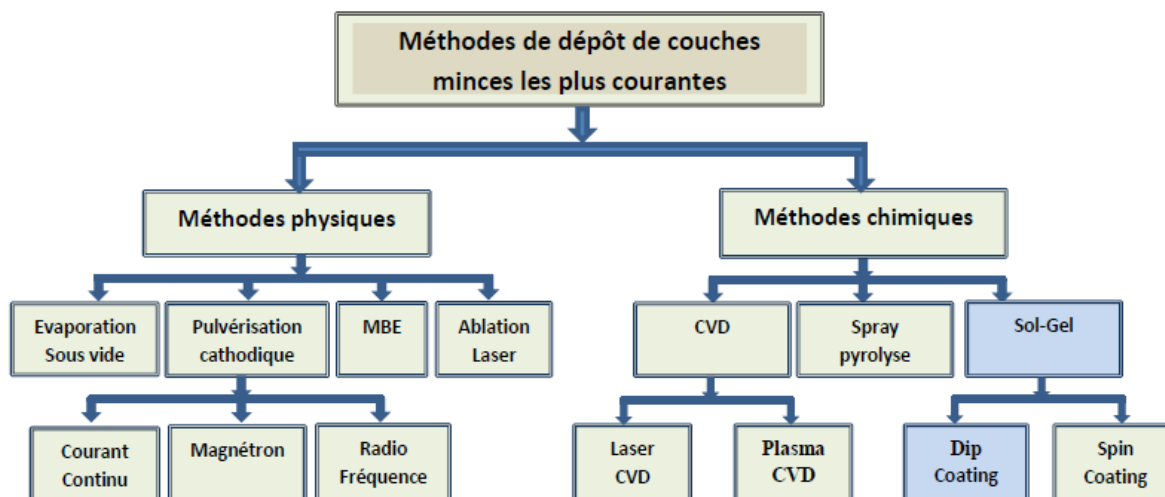 Méthodes de dépôt de couches
minces les plus courantes
Méthodes physiques
Méthodes chimiques
Evaporation
Sous vide
Pulvérisation
cathodique
MBE
Ablation
Laser
CVD
Spray
pyrolyse
Sol-Gel
Courant
Continu
Magnétron
Radio
Fréquence
Laser
CVD
Plasma
CVD
Dip
Coating
Spin
Coating